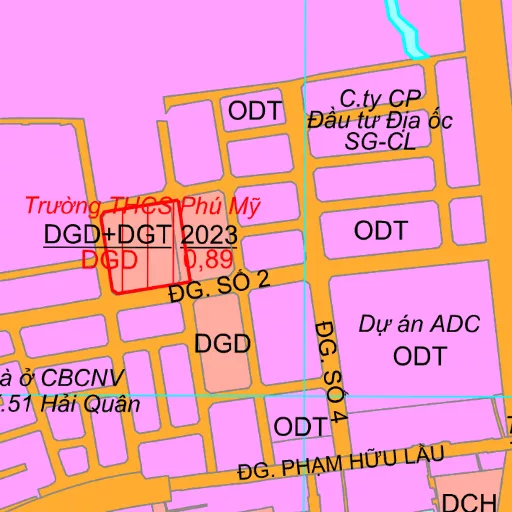 ODT
C.ty CP
Đầu tư Địa ốc
SG-CL
Trường THCS Phú Mỹ
DGD+DGT 2023
DGD 0,89
ODT
ĐG. SỐ 2
DGD
ĐG. SỐ 4
Dự án ADC
ODT
à ở CBCNV
.51 Hải Quân
ODT
ĐG. PHẠM HỮU LẦU
DCH